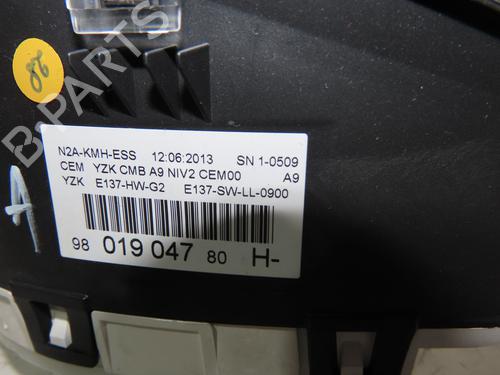 28
B-PARTS
N2A-KMH-ESS 12:06:2013 SN 1-0509
CEM YZK CMB A9 NIV2 CEM00 A9
YZK E137-HW-G2 E137-SW-LL-0900
98 019 047 80 H-
A